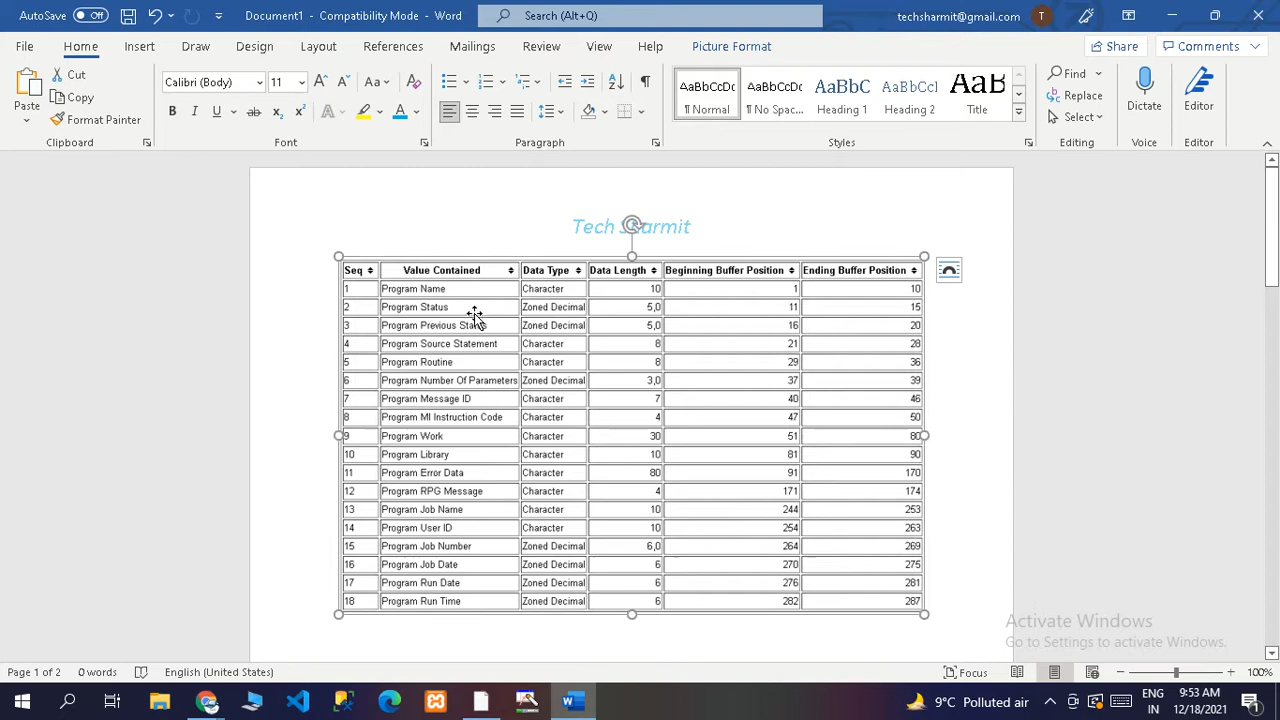 AutoSave Off Document1 - Compatibility Mode - Word Search (Alt+Q) techsharmit@gmail.com T
File Home Insert Draw Design Layout References Mailings Review View Help Picture Format Share Comments
Paste Cut Copy Format Painter Clipboard
Calibri (Body) 11 A A Aa A B I U ab x₂ x² A A Font
Paragraph
AaBbCcDc ¶ Normal AaBbCcDc ¶ No Spac... AaBbC Heading 1 AaBbCcI Heading 2 AaB Title Styles
Find Replace Select Editing
Dictate Voice
Editor Editor
Tech Sharmit
Seq Value Contained Data Type Data Length Beginning Buffer Position Ending Buffer Position
1 Program Name Character 10 1 10
2 Program Status Zoned Decimal 5,0 11 15
3 Program Previous Status Zoned Decimal 5,0 16 20
4 Program Source Statement Character 8 21 28
5 Program Routine Character 8 29 36
6 Program Number Of Parameters Zoned Decimal 3,0 37 39
7 Program Message ID Character 7 40 46
8 Program MI Instruction Code Character 4 47 50
9 Program Work Character 30 51 80
10 Program Library Character 10 81 90
11 Program Error Data Character 80 91 170
12 Program RPG Message Character 4 171 174
13 Program Job Name Character 10 244 253
14 Program User ID Character 10 254 263
15 Program Job Number Zoned Decimal 6,0 264 269
16 Program Job Date Zoned Decimal 6 270 275
17 Program Run Date Zoned Decimal 6 276 281
18 Program Run Time Zoned Decimal 6 282 287
Activate Windows
Go to Settings to activate Windows.
Page 1 of 2 0 words English (United States) Focus 100%
9°C Polluted air ENG IN 9:53 AM 12/18/2021 1